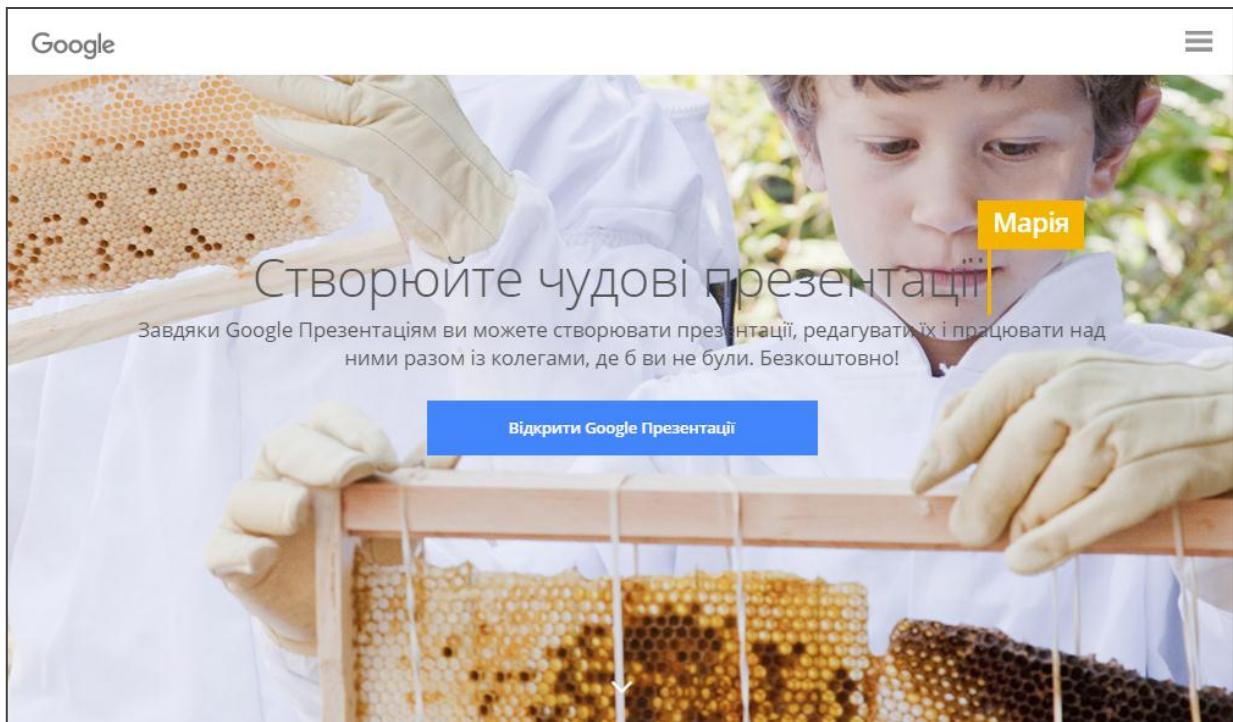 Google
Марія
Створюйте чудові презентації
Завдяки Google Презентаціям ви можете створювати презентації, редагувати їх і працювати над
ними разом із колегами, де б ви не були. Безкоштовно!
Відкрити Google Презентації